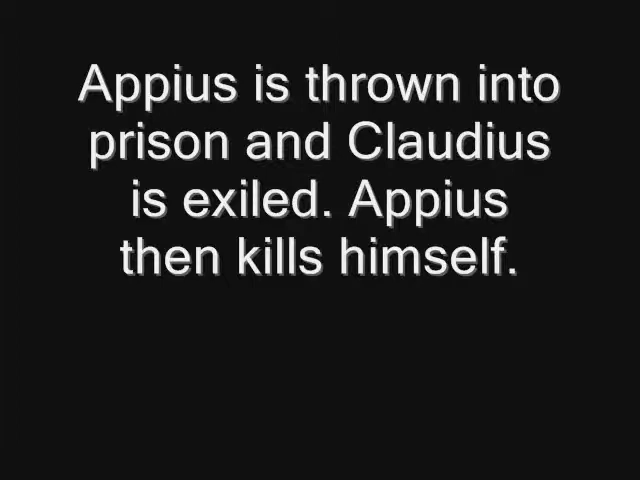 Appius is thrown into
prison and Claudius
is exiled. Appius
then kills himself.